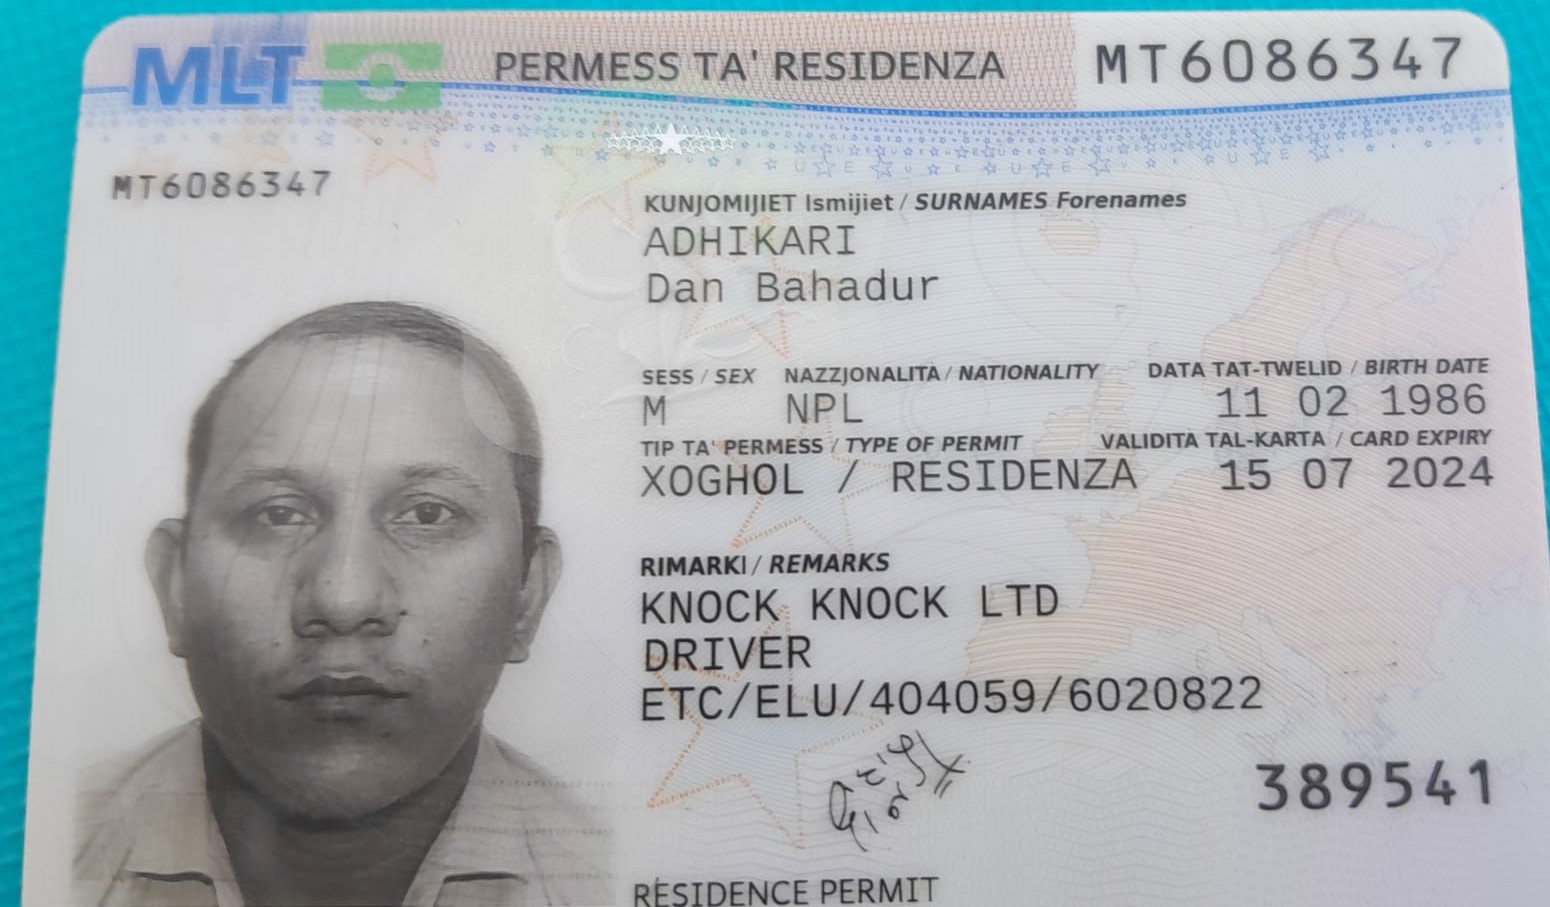 MLT PERMESS TA' RESIDENZA MT6086347
MT6086347
KUNJOMIJIET Ismijiet / SURNAMES Forenames
ADHIKARI
Dan Bahadur
SESS / SEX NAZZJONALITÀ / NATIONALITY DATA TAT-TWELID / BIRTH DATE
M NPL 11 02 1986
TIP TA' PERMESS / TYPE OF PERMIT VALIDITA TAL-KARTA / CARD EXPIRY
XOGHOL / RESIDENZA 15 07 2024
RIMARKI / REMARKS
KNOCK KNOCK LTD
DRIVER
ETC/ELU/404059/6020822
389541
RESIDENCE PERMIT